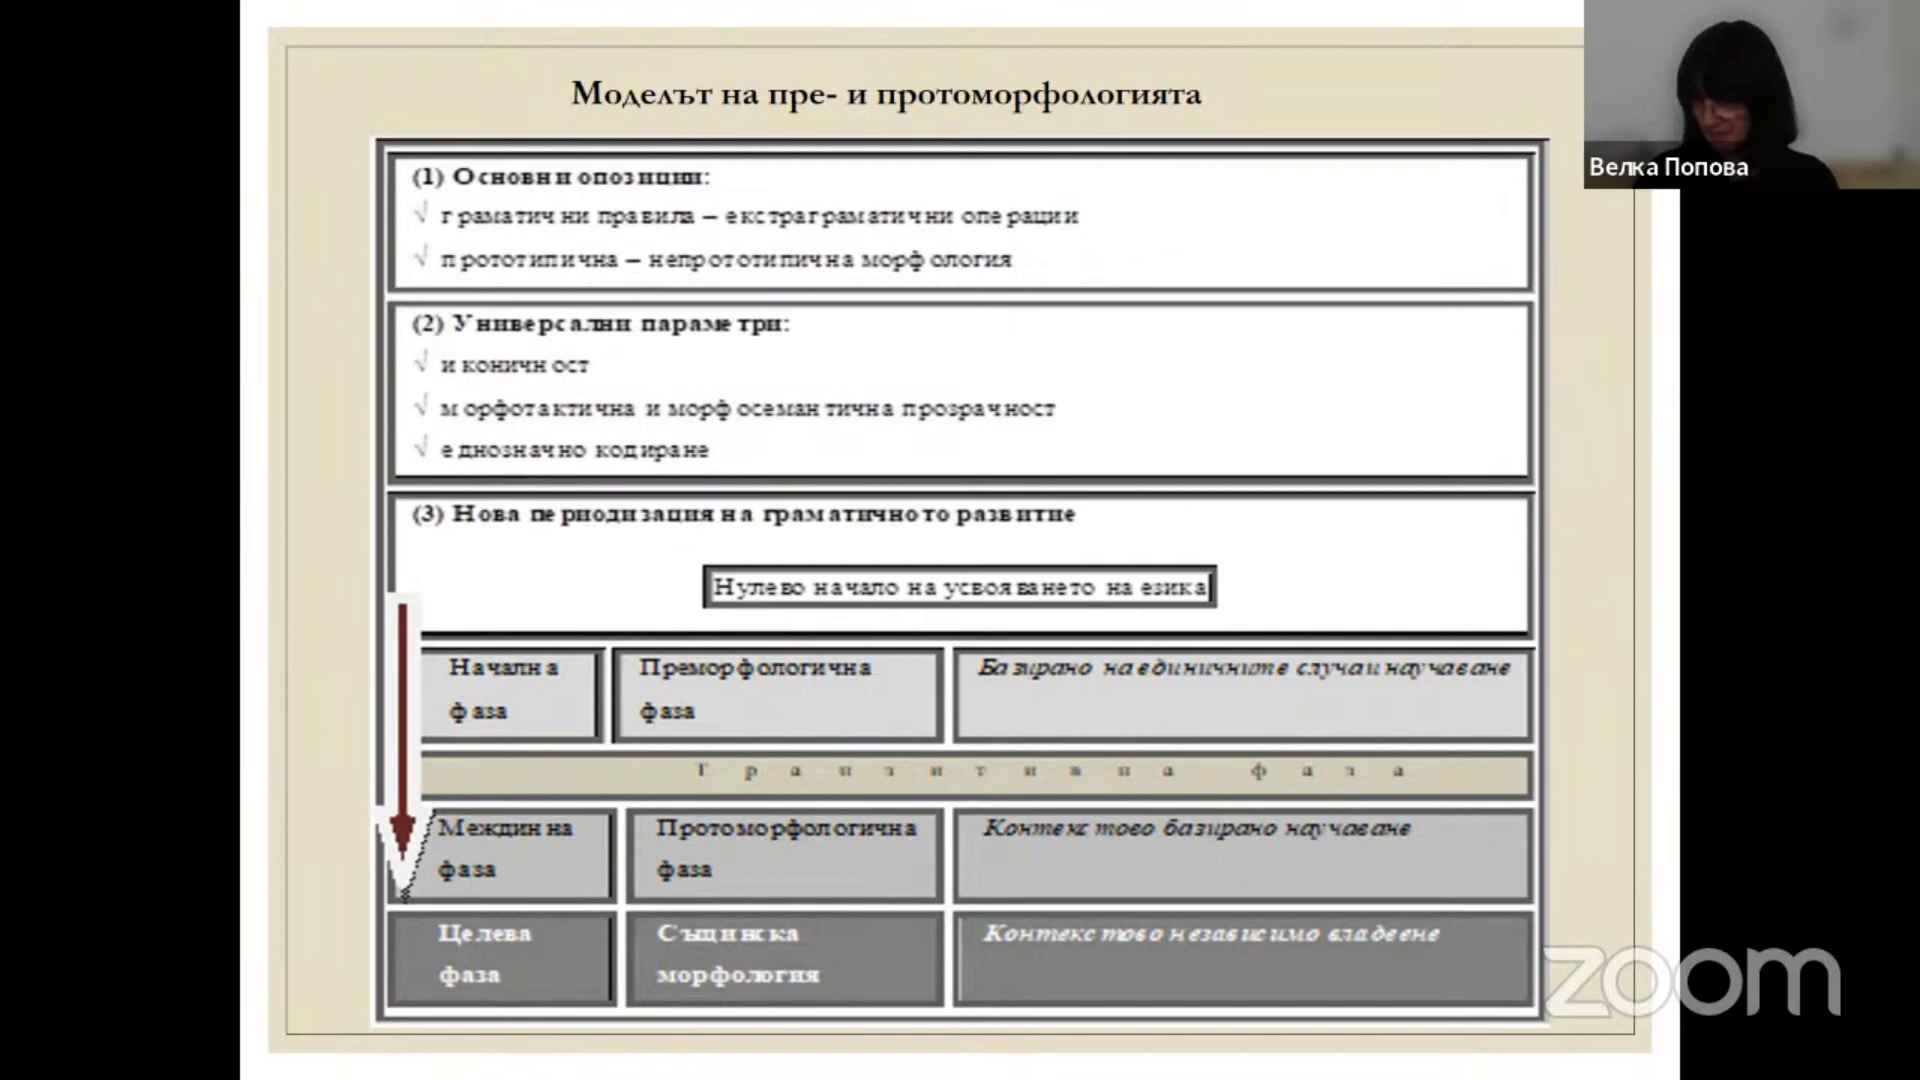 Моделът на пре- и протоморфологията
Велка Попова
(1) Основни опозиции:
√ граматични правила – екстраграматични операции
√ прототипична – непрототипична морфология
(2) Универсални параметри:
√ иконичност
√ морфотактична и морфосемантична прозрачност
√ еднозначно кодиране
(3) Нова периодизация на граматичното развитие
Нулево начало на усвояването на езика
Начална фаза
Преморфологична фаза
Базирано на единичните случаи научаване
Транзитивна фаза
Междинна фаза
Протоморфологична фаза
Контекстово базирано научаване
Целева фаза
Същинска морфология
Контекстово независимо владеене
zoom